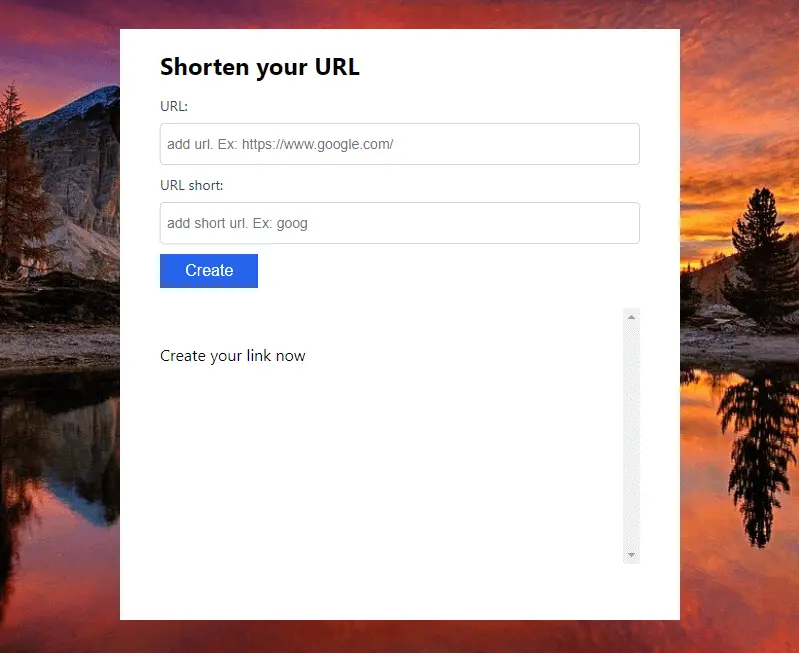 Shorten your URL
URL:
add url. Ex: https://www.google.com/
URL short:
add short url. Ex: goog
Create
Create your link now